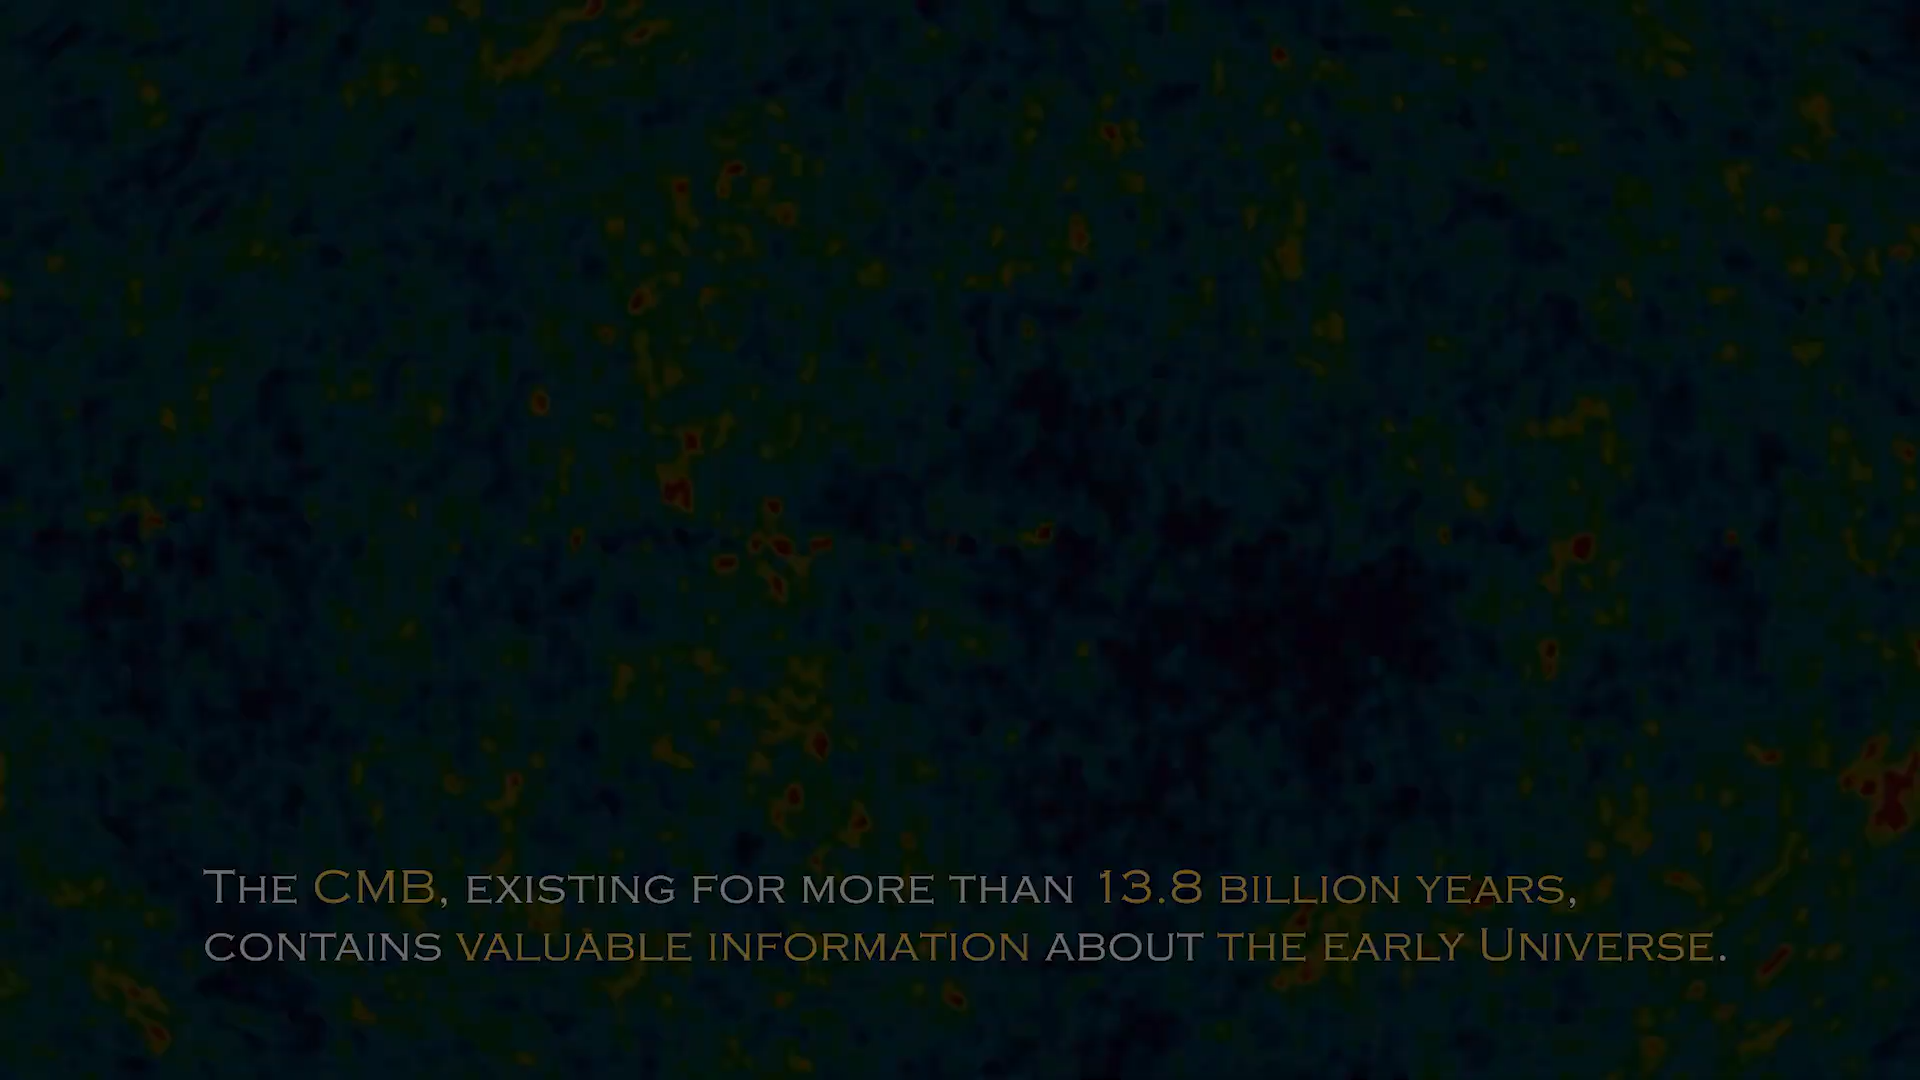 The CMB, existing for more than 13.8 billion years,
contains valuable information about the early Universe.